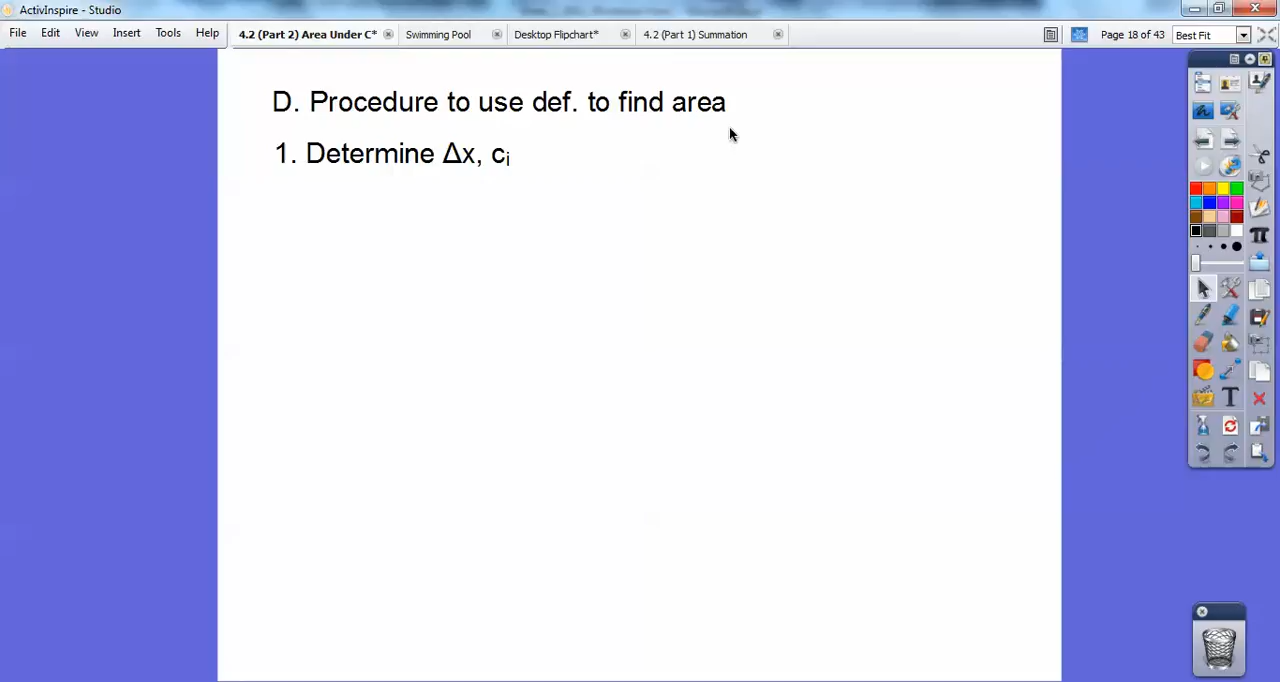 ActivInspire - Studio
File Edit View Insert Tools Help
4.2 (Part 2) Area Under C* Swimming Pool Desktop Flipchart* 4.2 (Part 1) Summation
Page 18 of 43 Best Fit
D. Procedure to use def. to find area
1. Determine Δx, cᵢ